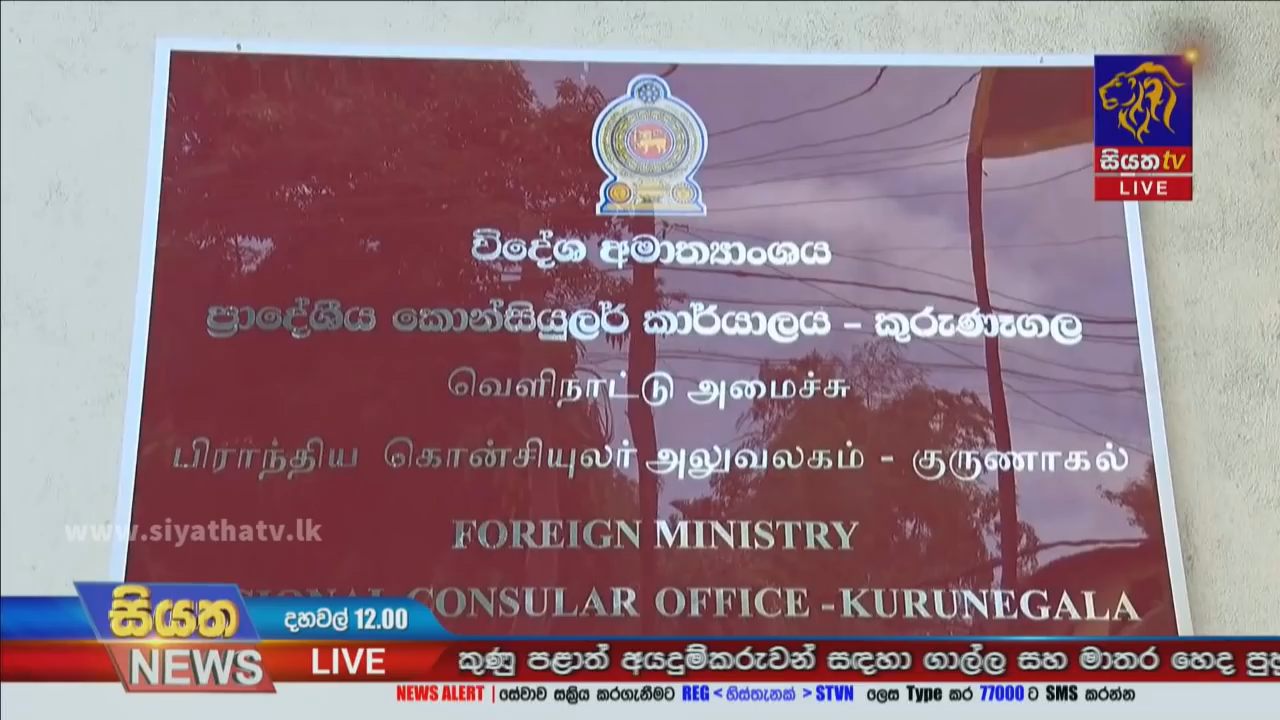 සියත tv
LIVE
විදේශ අමාත්‍යාංශය
ප්‍රාදේශීය කොන්සියුලර් කාර්යාලය - කුරුණෑගල
வெளிநாட்டு அமைச்சு
பிராந்திய கொன்சியுலர் அலுவலகம் - குருணாகல்
FOREIGN MINISTRY
CONSULAR OFFICE - KURUNEGALA
www.siyathatv.lk
සියත
NEWS
දහවල් 12.00
LIVE
කුණු පළාත් අයදුම්කරුවන් සඳහා ගාල්ල සහ මාතර හෙද
NEWS ALERT | සේවාව සක්‍රිය කරගැනීමට REG < හිස්තැනක් > STVN ලෙස Type කර 77000 ට SMS කරන්න